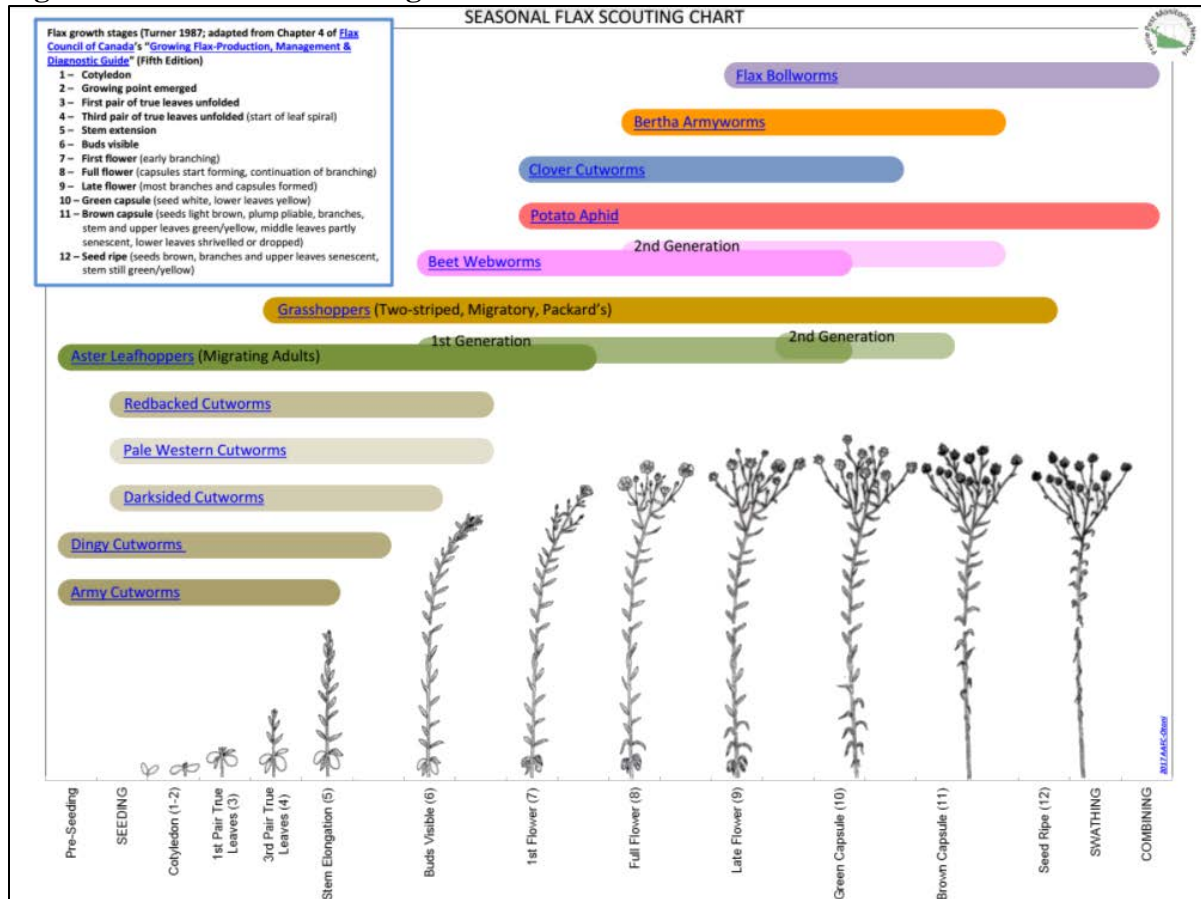 SEASONAL FLAX SCOUTING CHART
Prairie Pest Monitoring Network
Flax growth stages (Turner 1987; adapted from Chapter 4 of Flax
Council of Canada's "Growing Flax-Production, Management &
Diagnostic Guide" (Fifth Edition)
1 – Cotyledon
2 – Growing point emerged
3 – First pair of true leaves unfolded
4 – Third pair of true leaves unfolded (start of leaf spiral)
5 – Stem extension
6 – Buds visible
7 – First flower (early branching)
8 – Full flower (capsules start forming, continuation of branching)
9 – Late flower (most branches and capsules formed)
10 – Green capsule (seed white, lower leaves yellow)
11 – Brown capsule (seeds light brown, plump pliable, branches,
stem and upper leaves green/yellow, middle leaves partly
senescent, lower leaves shrivelled or dropped)
12 – Seed ripe (seeds brown, branches and upper leaves senescent,
stem still green/yellow)
Flax Bollworms
Bertha Armyworms
Clover Cutworms
Potato Aphid
2nd Generation
Beet Webworms
Grasshoppers (Two-striped, Migratory, Packard's)
1st Generation
2nd Generation
Aster Leafhoppers (Migrating Adults)
Redbacked Cutworms
Pale Western Cutworms
Darksided Cutworms
Dingy Cutworms
Army Cutworms
2017 AAFC-Otani
Pre-Seeding
SEEDING
Cotyledon (1-2)
1st Pair True
Leaves (3)
3rd Pair True
Leaves (4)
Stem Elongation (5)
Buds Visible (6)
1st Flower (7)
Full Flower (8)
Late Flower (9)
Green Capsule (10)
Brown Capsule (11)
Seed Ripe (12)
SWATHING
COMBINING